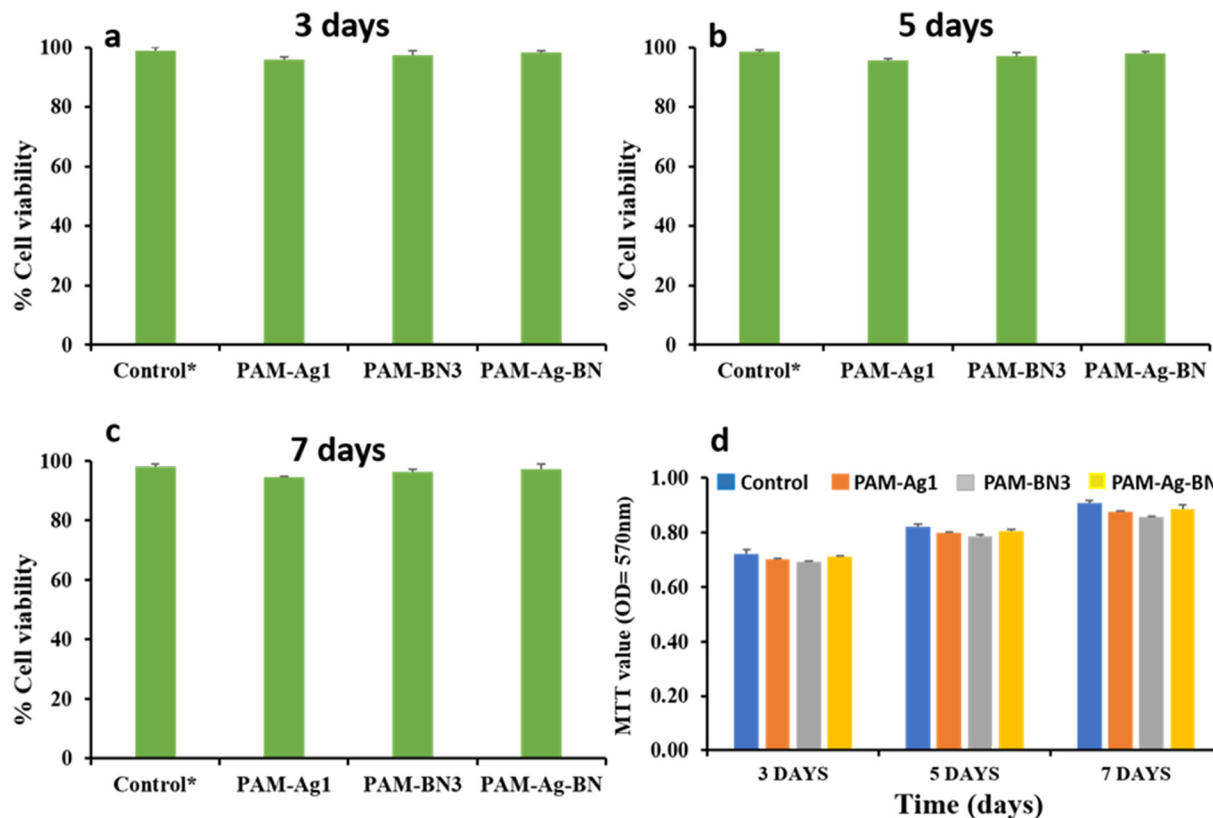 a
3 days
% Cell viability
100
80
60
40
20
0
Control* PAM-Ag1 PAM-BN3 PAM-Ag-BN
b
5 days
% Cell viability
100
80
60
40
20
0
Control* PAM-Ag1 PAM-BN3 PAM-Ag-BN
c
7 days
% Cell viability
100
80
60
40
20
0
Control* PAM-Ag1 PAM-BN3 PAM-Ag-BN
d
Control PAM-Ag1 PAM-BN3 PAM-Ag-BN
MTT value (OD= 570nm)
1.00
0.80
0.60
0.40
0.20
0.00
3 DAYS 5 DAYS 7 DAYS
Time (days)